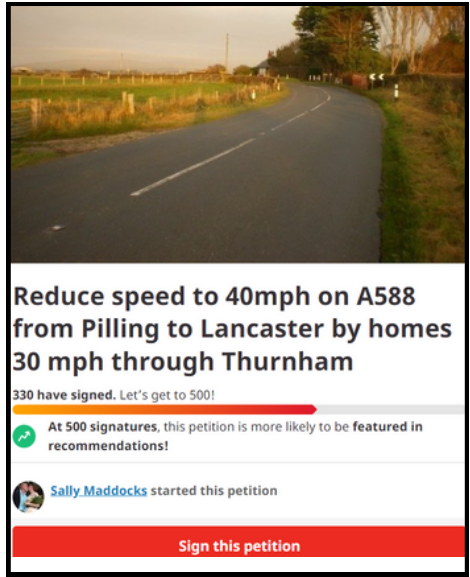 Reduce speed to 40mph on A588
from Pilling to Lancaster by homes
30 mph through Thurnham
330 have signed. Let's get to 500!
At 500 signatures, this petition is more likely to be featured in
recommendations!
Sally Maddocks started this petition
Sign this petition